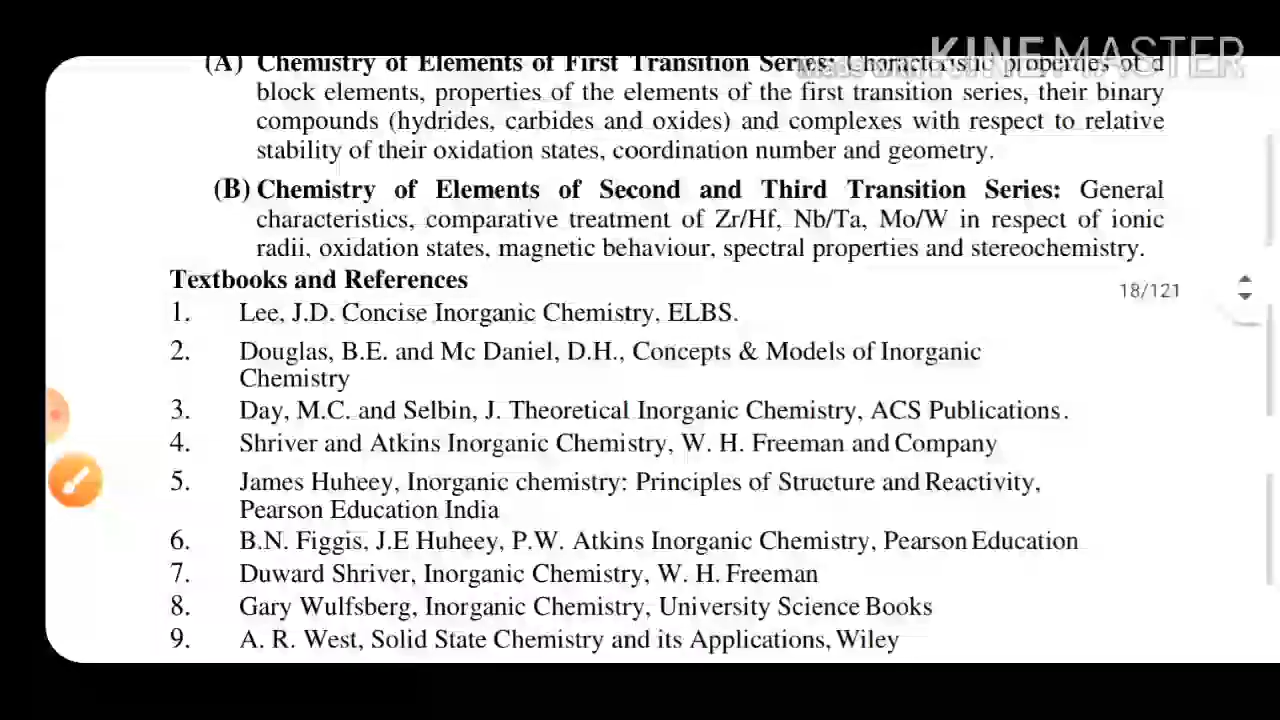 KINEMASTER
(A) Chemistry of Elements of First Transition Series: Characteristic properties of d
block elements, properties of the elements of the first transition series, their binary
compounds (hydrides, carbides and oxides) and complexes with respect to relative
stability of their oxidation states, coordination number and geometry.
(B) Chemistry of Elements of Second and Third Transition Series: General
characteristics, comparative treatment of Zr/Hf, Nb/Ta, Mo/W in respect of ionic
radii, oxidation states, magnetic behaviour, spectral properties and stereochemistry.
Textbooks and References
18/121
1. Lee, J.D. Concise Inorganic Chemistry, ELBS.
2. Douglas, B.E. and Mc Daniel, D.H., Concepts & Models of Inorganic
Chemistry
3. Day, M.C. and Selbin, J. Theoretical Inorganic Chemistry, ACS Publications.
4. Shriver and Atkins Inorganic Chemistry, W. H. Freeman and Company
5. James Huheey, Inorganic chemistry: Principles of Structure and Reactivity,
Pearson Education India
6. B.N. Figgis, J.E Huheey, P.W. Atkins Inorganic Chemistry, Pearson Education
7. Duward Shriver, Inorganic Chemistry, W. H. Freeman
8. Gary Wulfsberg, Inorganic Chemistry, University Science Books
9. A. R. West, Solid State Chemistry and its Applications, Wiley